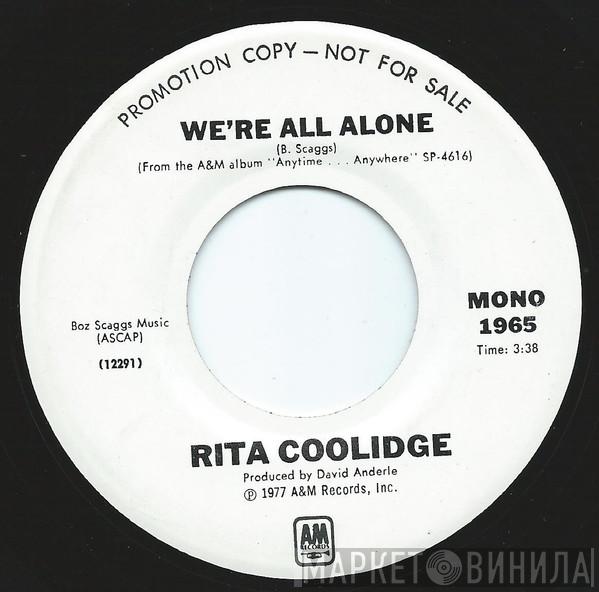 PROMOTION COPY — NOT FOR SALE
WE'RE ALL ALONE
(B. Scaggs)
(From the A&M album "Anytime . . . Anywhere" SP-4616)
Boz Scaggs Music
(ASCAP)
(12291)
MONO
1965
Time: 3:38
RITA COOLIDGE
Produced by David Anderle
℗ 1977 A&M Records, Inc.
AM
RECORDS
МАРКЕТ ВИНИЛА